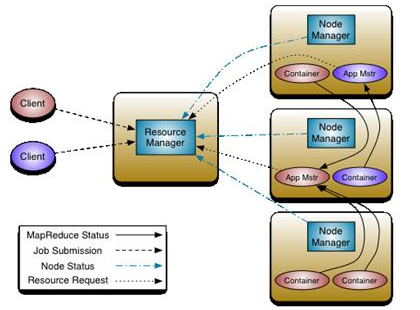 Node
Manager
Container
App Mstr
Client
Resource
Manager
Node
Manager
Client
App Mstr
Container
MapReduce Status
Job Submission
Node Status
Resource Request
Node
Manager
Container
Container